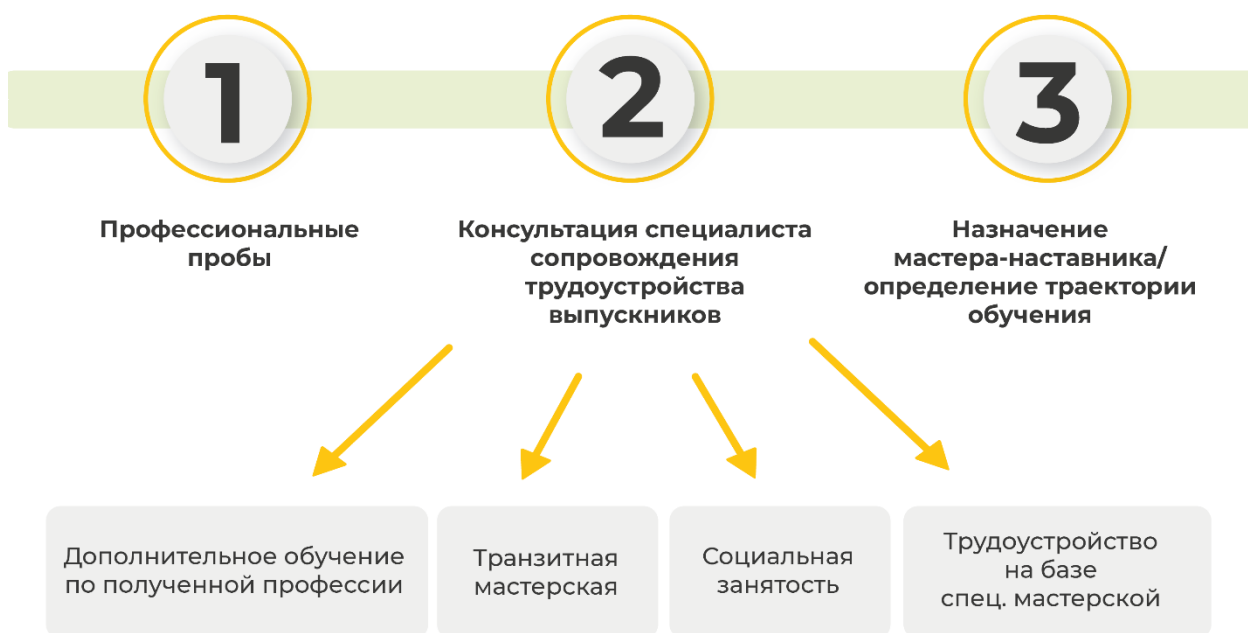 1
2
3
Профессиональные
пробы
Консультация специалиста
сопровождения
трудоустройства
выпускников
Назначение
мастера-наставника/
определение траектории
обучения
Дополнительное обучение
по полученной профессии
Транзитная
мастерская
Социальная
занятость
Трудоустройство
на базе
спец. мастерской